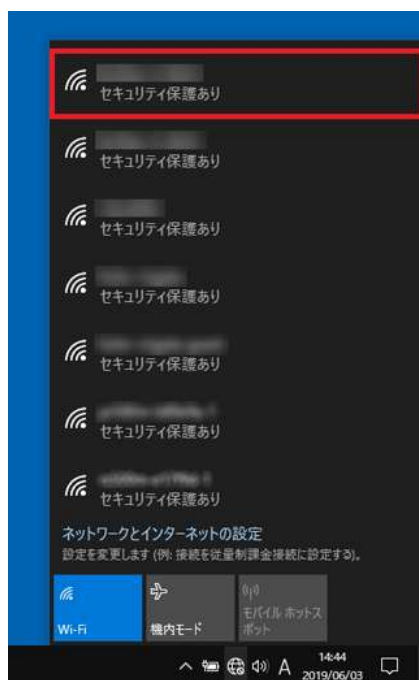 セキュリティ保護あり
セキュリティ保護あり
セキュリティ保護あり
セキュリティ保護あり
セキュリティ保護あり
セキュリティ保護あり
セキュリティ保護あり
ネットワークとインターネットの設定
設定を変更します (例: 接続を従量制課金接続に設定する)。
Wi-Fi
機内モード
モバイル ホットス
ポット
A
14:44
2019/06/03